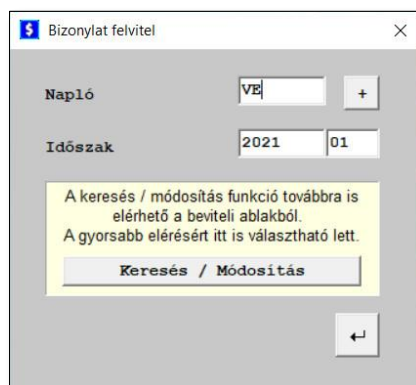 $ Bizonylat felvitel
Napló VE +
Időszak 2021 01
A keresés / módosítás funkció továbbra is
elérhető a beviteli ablakból.
A gyorsabb elérésért itt is választható lett.
Keresés / Módosítás